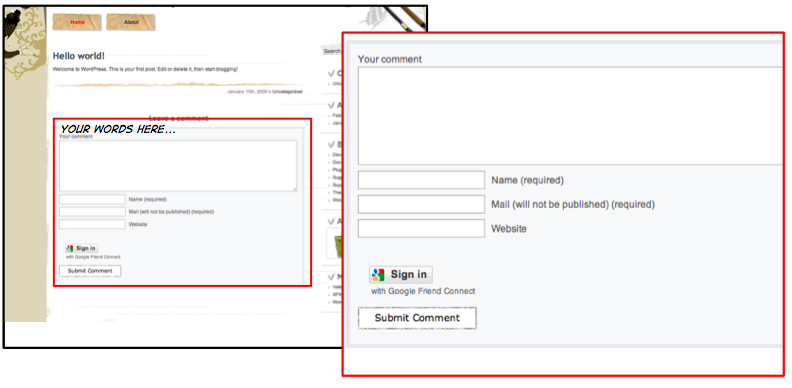 Home
About
Hello world!
Welcome to WordPress. This is your first post. Edit or delete it, then start blogging!
January 15th, 2009 in Uncategorized
Search
Leave a comment
YOUR WORDS HERE...
Your comment
Name (required)
Mail (will not be published) (required)
Website
Sign in
with Google Friend Connect
Submit Comment
Your comment
Name (required)
Mail (will not be published) (required)
Website
Sign in
with Google Friend Connect
Submit Comment